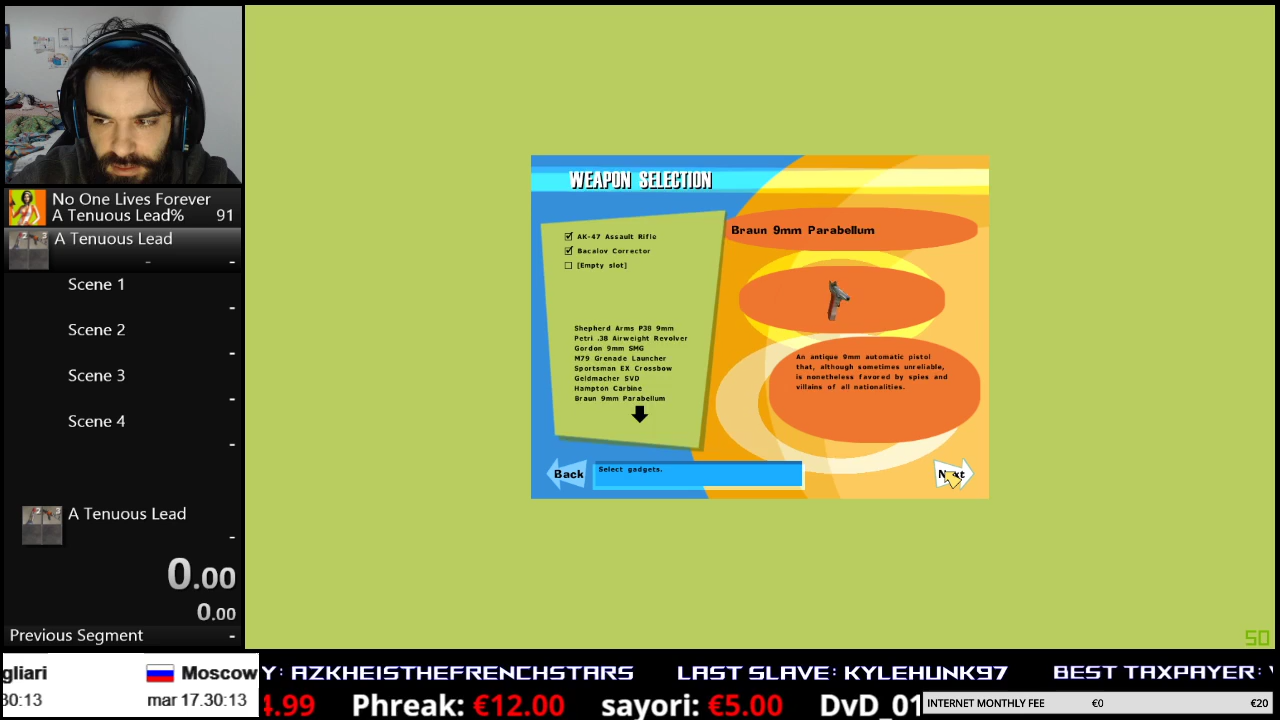 No One Lives Forever
A Tenuous Lead% 91
A Tenuous Lead
- -
Scene 1
-
Scene 2
-
Scene 3
-
Scene 4
-
A Tenuous Lead
-
0.00
0.00
Previous Segment -
WEAPON SELECTION
AK-47 Assault Rifle
Bacalov Corrector
[Empty slot]
Shepherd Arms P38 9mm
Petri .38 Airweight Revolver
Gordon 9mm SMG
M79 Grenade Launcher
Sportsman EX Crossbow
Geldmacher SVD
Hampton Carbine
Braun 9mm Parabellum
Braun 9mm Parabellum
An antique 9mm automatic pistol
that, although sometimes unreliable,
is nonetheless favored by spies and
villains of all nationalities.
Back
Select gadgets.
Next
50
gliari Moscow
30:13 mar 17.30:13
Y: AZKHEISTHEFRENCHSTARS LAST SLAVE: KYLEHUNK97 BEST TAXPAYER:
4.99 Phreak: €12.00 sayori: €5.00 DvD_01
INTERNET MONTHLY FEE €0 €20